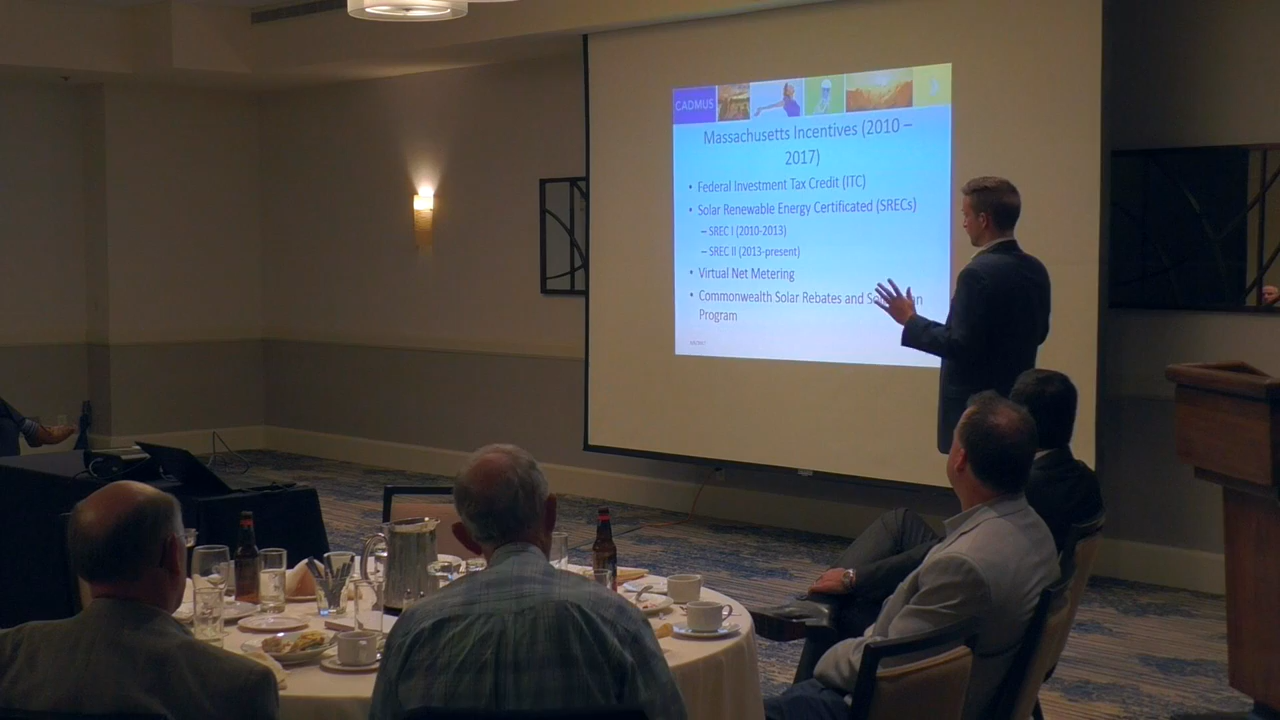 CADMUS
Massachusetts Incentives (2010 –
2017)
• Federal Investment Tax Credit (ITC)
• Solar Renewable Energy Certificated (SRECs)
– SREC I (2010-2013)
– SREC II (2013-present)
• Virtual Net Metering
• Commonwealth Solar Rebates and
Program